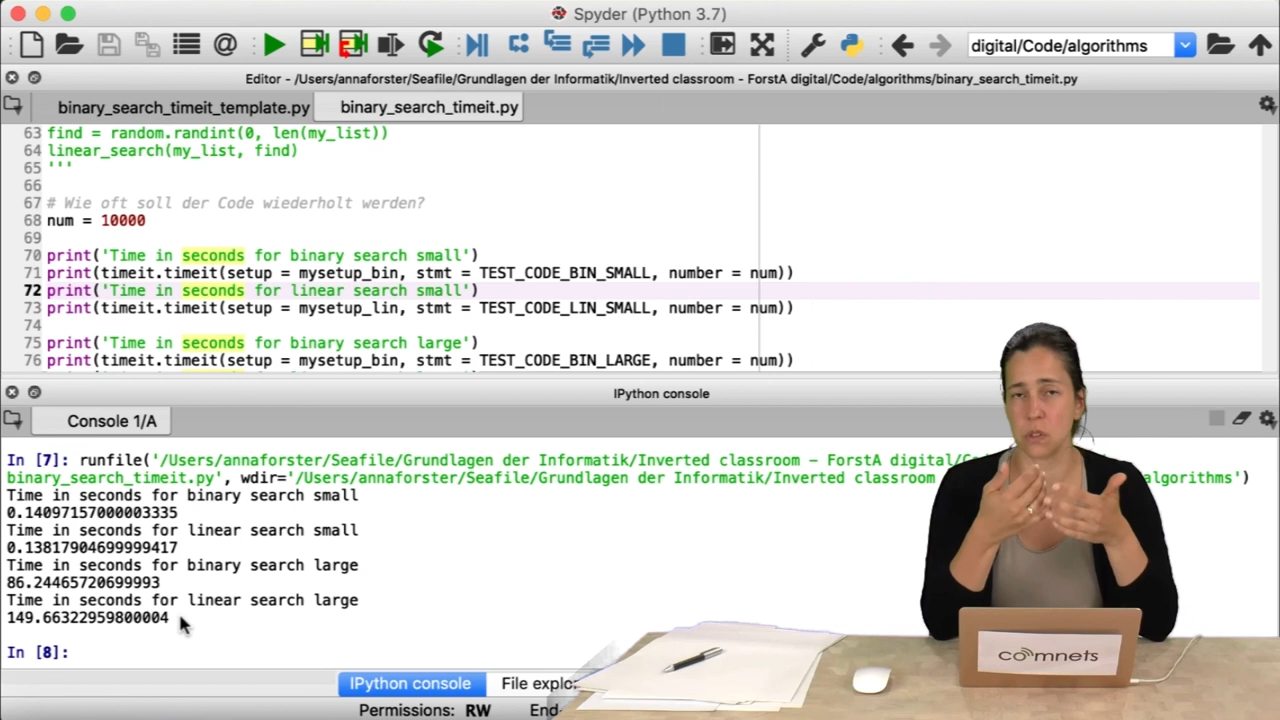 Spyder (Python 3.7)
digital/Code/algorithms
Editor - /Users/annaforster/Seafile/Grundlagen der Informatik/Inverted classroom - ForstA digital/Code/algorithms/binary_search_timeit.py
binary_search_timeit_template.py binary_search_timeit.py
63 find = random.randint(0, len(my_list))
64 linear_search(my_list, find)
65 '''
66
67 # Wie oft soll der Code wiederholt werden?
68 num = 10000
69
70 print('Time in seconds for binary search small')
71 print(timeit.timeit(setup = mysetup_bin, stmt = TEST_CODE_BIN_SMALL, number = num))
72 print('Time in seconds for linear search small')
73 print(timeit.timeit(setup = mysetup_lin, stmt = TEST_CODE_LIN_SMALL, number = num))
74
75 print('Time in seconds for binary search large')
76 print(timeit.timeit(setup = mysetup_bin, stmt = TEST_CODE_BIN_LARGE, number = num))
IPython console
Console 1/A
In [7]: runfile('/Users/annaforster/Seafile/Grundlagen der Informatik/Inverted classroom - ForstA digital/
binary_search_timeit.py', wdir='/Users/annaforster/Seafile/Grundlagen der Informatik/Inverted classroom algorithms')
Time in seconds for binary search small
0.14097157000003335
Time in seconds for linear search small
0.13817904699999417
Time in seconds for binary search large
86.24465720699993
Time in seconds for linear search large
149.66322959800004
In [8]:
IPython console File explo
Permissions: RW End-
comnets